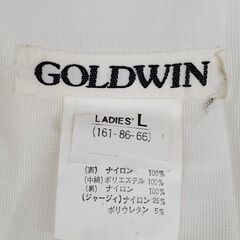 GOLDWIN
LADIES' L
(161-86-66)
(表) ナイロン 100%
(中綿) ポリエステル 100%
(裏) ナイロン 100%
(ジャージィ) ナイロン 95%
ポリウレタン 5%